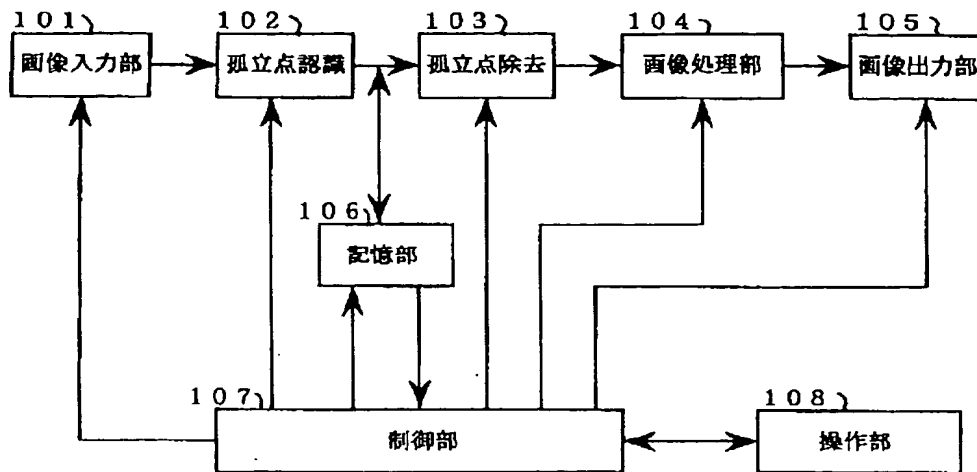 101
102
103
104
105
画像入力部
孤立点認識
孤立点除去
画像処理部
画像出力部
106
記憶部
107
108
制御部
操作部